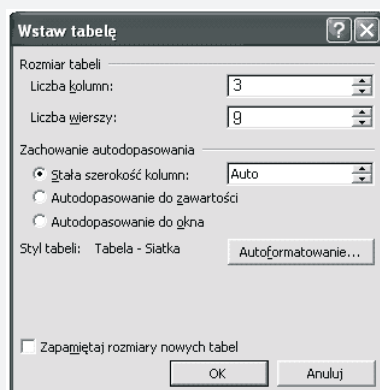 Wstaw tabelę
Rozmiar tabeli
Liczba kolumn: 3
Liczba wierszy: 9
Zachowanie autodopasowania
Stała szerokość kolumn: Auto
Autodopasowanie do zawartości
Autodopasowanie do okna
Styl tabeli: Tabela - Siatka Autoformatowanie...
Zapamiętaj rozmiary nowych tabel
OK Anuluj